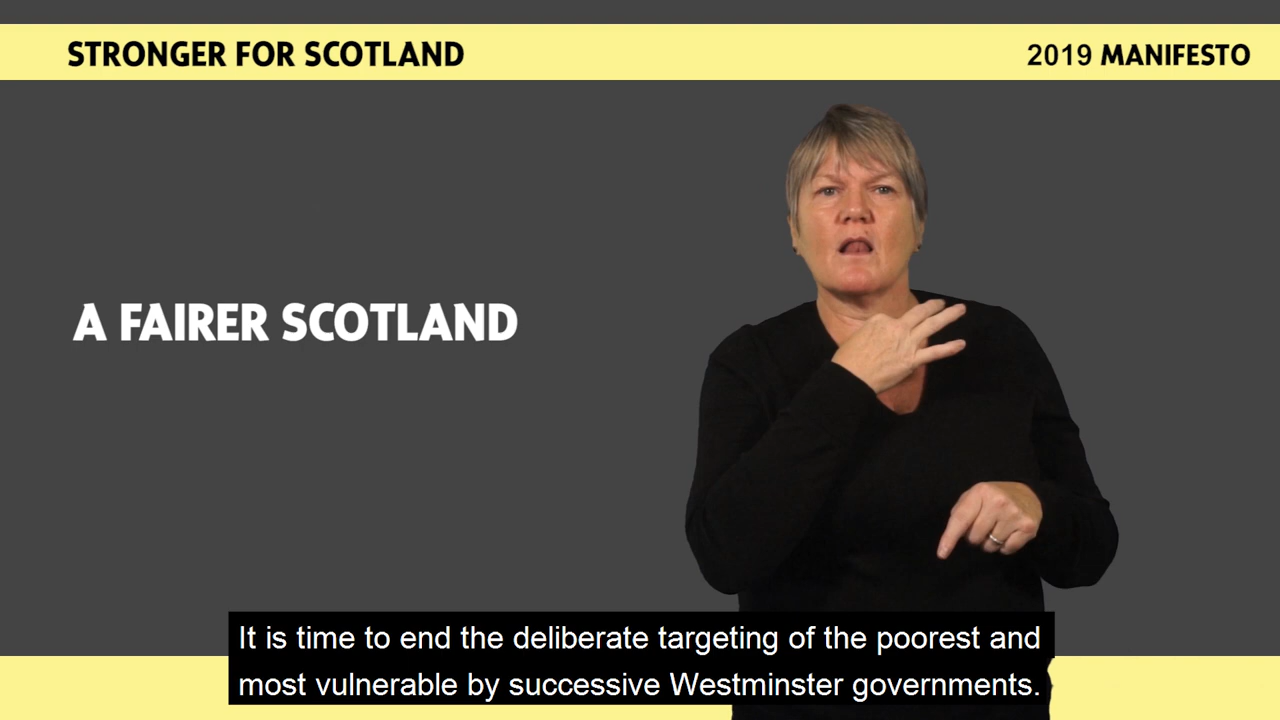 STRONGER FOR SCOTLAND
2019 MANIFESTO
A FAIRER SCOTLAND
It is time to end the deliberate targeting of the poorest and
most vulnerable by successive Westminster governments.